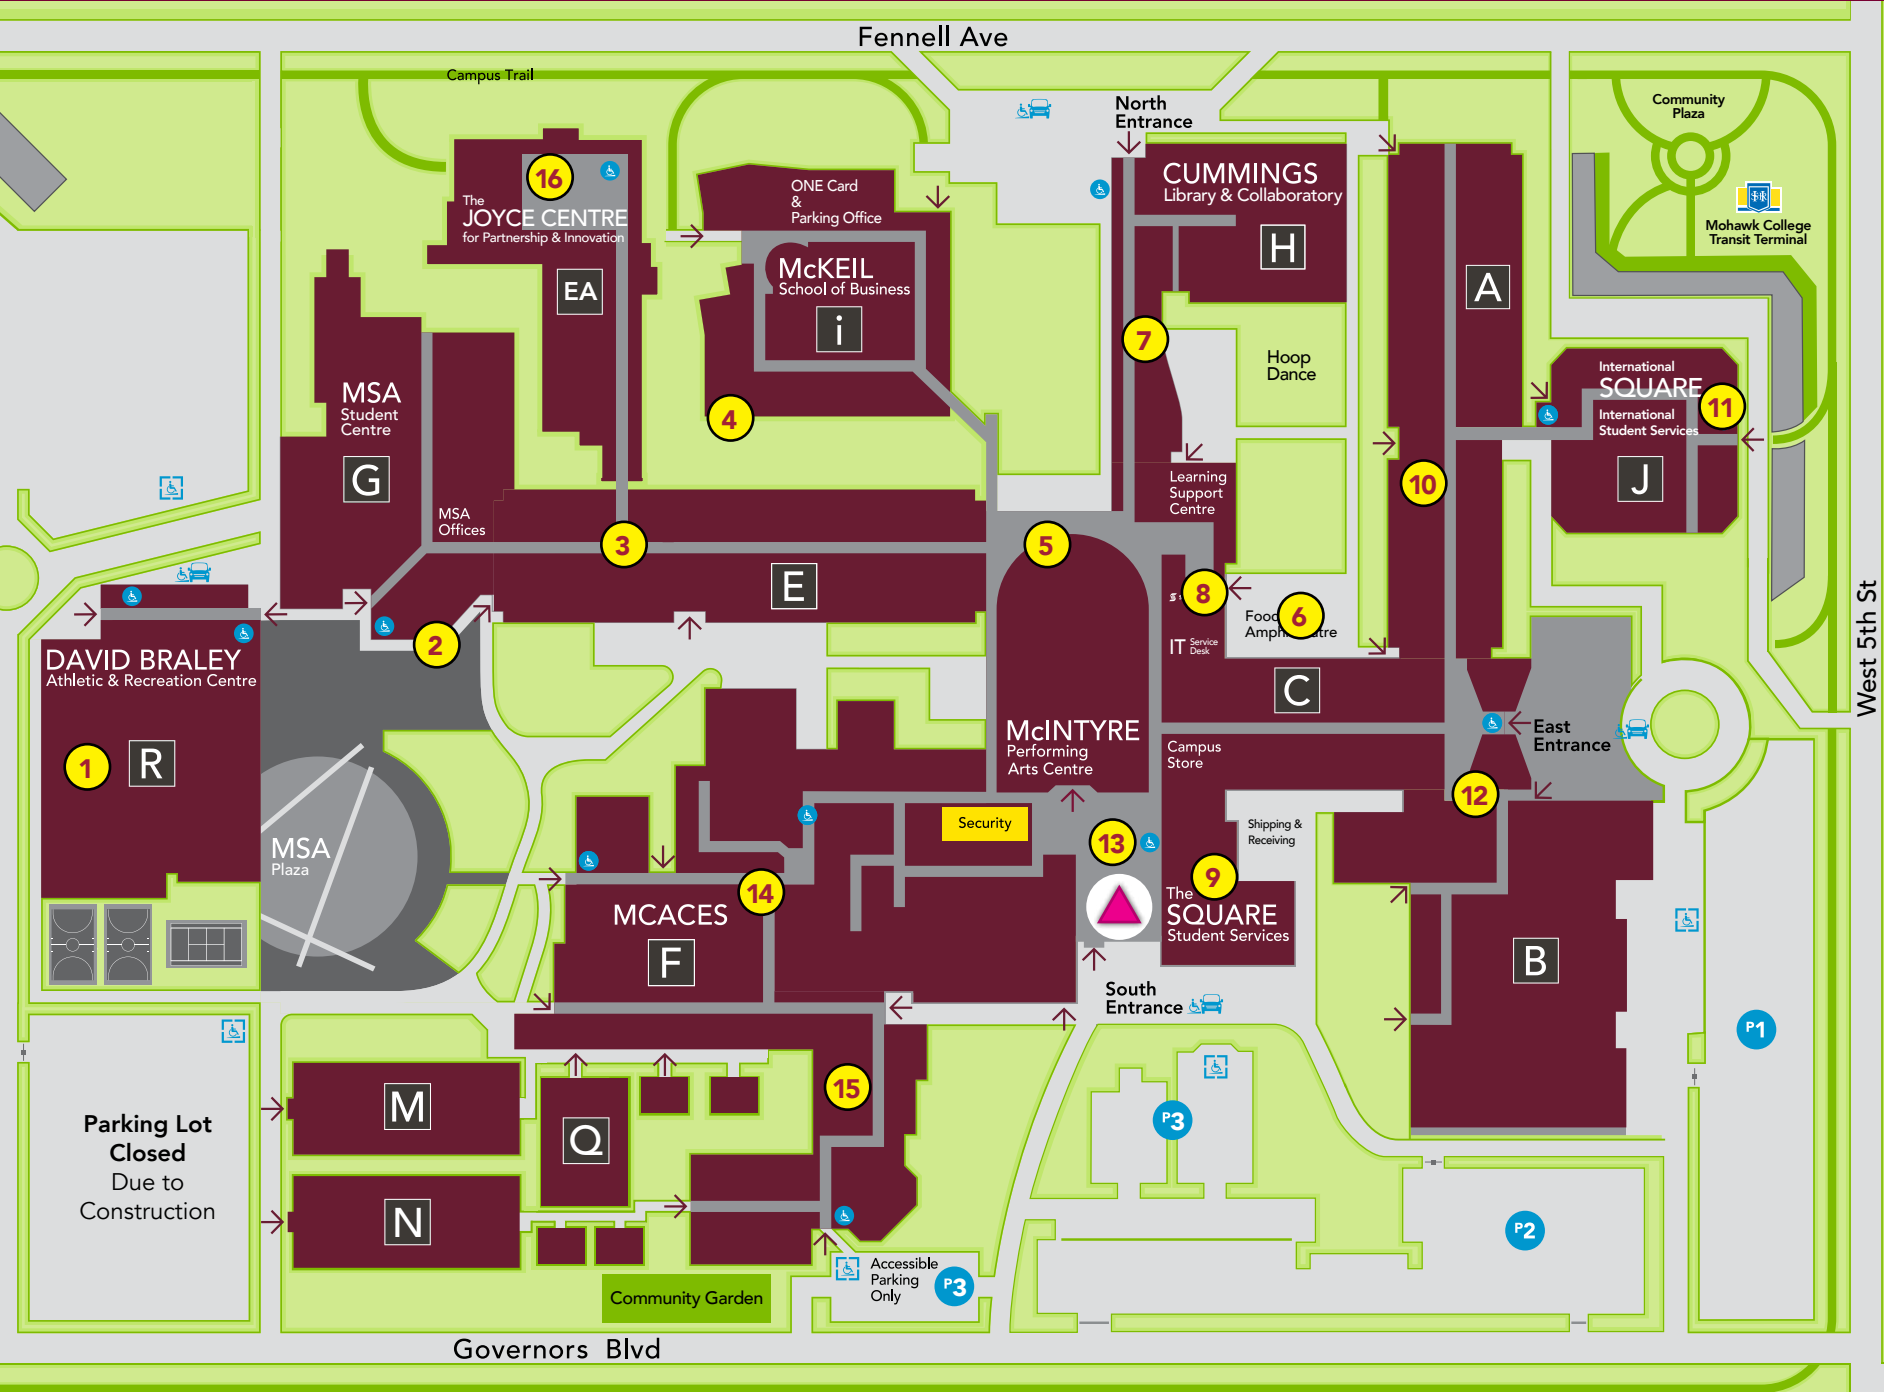 Fennell Ave
Campus Trail
North
Entrance
Community
Plaza
Mohawk College
Transit Terminal
CUMMINGS
Library & Collaboratory
H
A
16
The
JOYCE CENTRE
for Partnership & Innovation
EA
ONE Card
&
Parking Office
McKEIL
School of Business
i
7
Hoop
Dance
International
SQUARE
International
Student Services
11
J
MSA
Student
Centre
G
4
10
Learning
Support
Centre
MSA
Offices
3
5
E
8
6
Food
Amph
tre
IT Service
Desk
2
C
West 5th St
DAVID BRALEY
Athletic & Recreation Centre
1
R
McINTYRE
Performing
Arts Centre
Campus
Store
East
Entrance
12
MSA
Plaza
Security
13
Shipping &
Receiving
14
9
MCACES
F
The
SQUARE
Student Services
B
South
Entrance
P1
Parking Lot
Closed
Due to
Construction
M
Q
15
P3
N
P2
Accessible
Parking
Only
P3
Community Garden
Governors Blvd